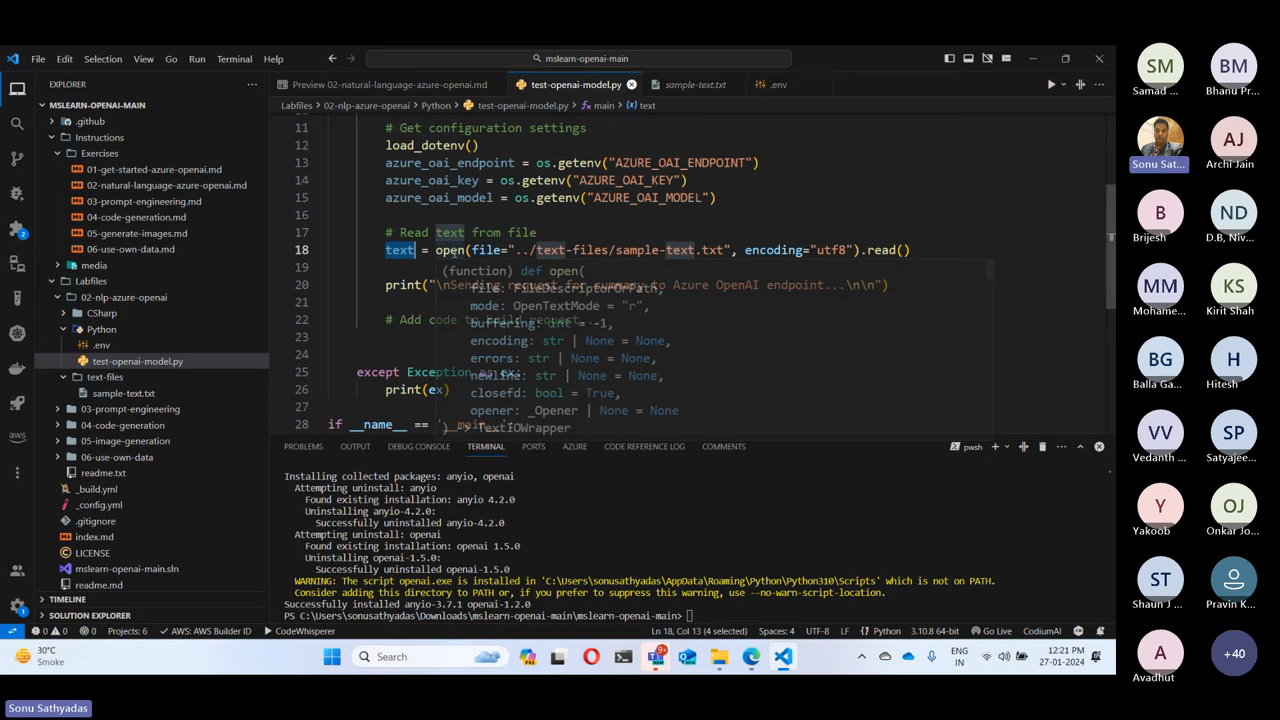 File Edit Selection View Go Run Terminal Help
mslearn-openai-main
EXPLORER
MSLEARN-OPENAI-MAIN
.github
Instructions
Exercises
01-get-started-azure-openai.md
02-natural-language-azure-openai.md
03-prompt-engineering.md
04-code-generation.md
05-generate-images.md
06-use-own-data.md
media
Labfiles
02-nlp-azure-openai
CSharp
Python
.env
test-openai-model.py
text-files
sample-text.txt
03-prompt-engineering
04-code-generation
05-image-generation
06-use-own-data
readme.txt
_build.yml
_config.yml
.gitignore
index.md
LICENSE
mslearn-openai-main.sln
readme.md
TIMELINE
SOLUTION EXPLORER
Preview 02-natural-language-azure-openai.md test-openai-model.py sample-text.txt .env
Labfiles > 02-nlp-azure-openai > Python > test-openai-model.py > main > text
11 # Get configuration settings
12 load_dotenv()
13 azure_oai_endpoint = os.getenv("AZURE_OAI_ENDPOINT")
14 azure_oai_key = os.getenv("AZURE_OAI_KEY")
15 azure_oai_model = os.getenv("AZURE_OAI_MODEL")
16
17 # Read text from file
18 text = open(file="../text-files/sample-text.txt", encoding="utf8").read()
19
20 print("\nSending request for summary to Azure OpenAI endpoint...\n\n")
21
22 # Add code to build request...
23
24
25 except Exception as ex:
26 print(ex)
27
28 if __name__ == '__main__':
(function) def open(
file: FileDescriptorOrPath,
mode: OpenTextMode = "r",
buffering: int = -1,
encoding: str | None = None,
errors: str | None = None,
newline: str | None = None,
closefd: bool = True,
opener: _Opener | None = None
) -> TextIOWrapper
PROBLEMS OUTPUT DEBUG CONSOLE TERMINAL PORTS AZURE CODE REFERENCE LOG COMMENTS
pwsh
Installing collected packages: anyio, openai
Attempting uninstall: anyio
Found existing installation: anyio 4.2.0
Uninstalling anyio-4.2.0:
Successfully uninstalled anyio-4.2.0
Attempting uninstall: openai
Found existing installation: openai 1.5.0
Uninstalling openai-1.5.0:
Successfully uninstalled openai-1.5.0
WARNING: The script openai.exe is installed in 'C:\Users\sonusathyadas\AppData\Roaming\Python\Python310\Scripts' which is not on PATH.
Consider adding this directory to PATH or, if you prefer to suppress this warning, use --no-warn-script-location.
Successfully installed anyio-3.7.1 openai-1.2.0
PS C:\Users\sonusathyadas\Downloads\mslearn-openai-main\mslearn-openai-main>
0 0 0 Projects: 6 AWS: AWS Builder ID CodeWhisperer Ln 18, Col 13 (4 selected) Spaces: 4 UTF-8 LF Python 3.10.8 64-bit Go Live CodiumAI
30°C
Smoke
Search
NEW
9+
ENG
IN
12:21 PM
27-01-2024
Sonu Sathyadas
SM
Samad ...
BM
Bhanu Pr...
Sonu Sat...
AJ
Archi Jain
B
Brijesh
ND
D.B, Niv...
MM
Mohame...
KS
Kirit Shah
BG
Balla Ga...
H
Hitesh
VV
Vedanth ...
SP
Satyajee...
Y
Yakoob
OJ
Onkar Jo...
ST
Shaun J ...
Pravin K...
A
Avadhut
+40